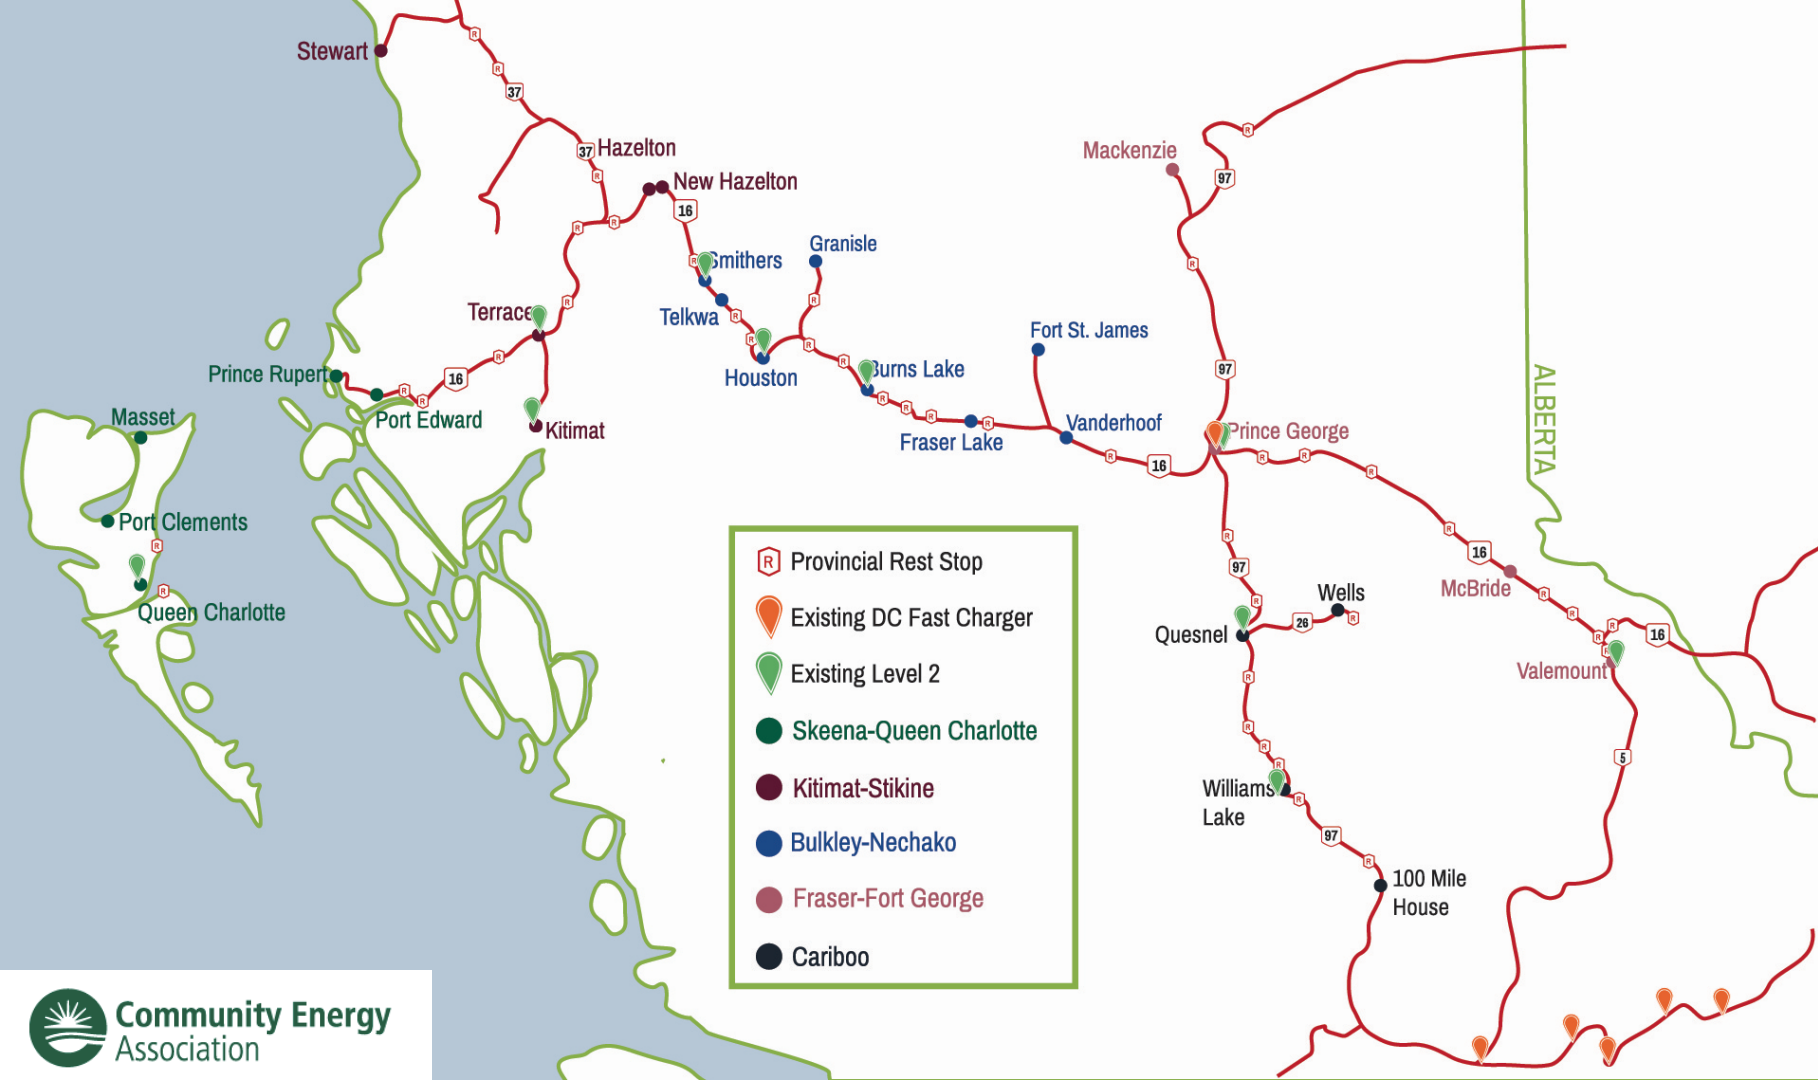 Stewart
R
R
37
37
Hazelton
R
New Hazelton
16
R
R
R
Smithers
Granisle
Telkwa
R
R
R
Houston
R
R
Burns Lake
R
R
R
Fraser Lake
R
Fort St. James
Vanderhoof
R
16
Mackenzie
R
97
R
97
Prince George
R
R
R
R
16
McBride
R
R
R
R
R
16
Valemount
5
ALBERTA
Terrace
R
R
16
R
R
Kitimat
Prince Rupert
Port Edward
Masset
Port Clements
R
R
Queen Charlotte
R
97
R
Wells
26
R
Quesnel
R
R
R
R
Williams
Lake
R
97
R
100 Mile
House
R Provincial Rest Stop
Existing DC Fast Charger
Existing Level 2
Skeena-Queen Charlotte
Kitimat-Stikine
Bulkley-Nechako
Fraser-Fort George
Cariboo
Community Energy
Association